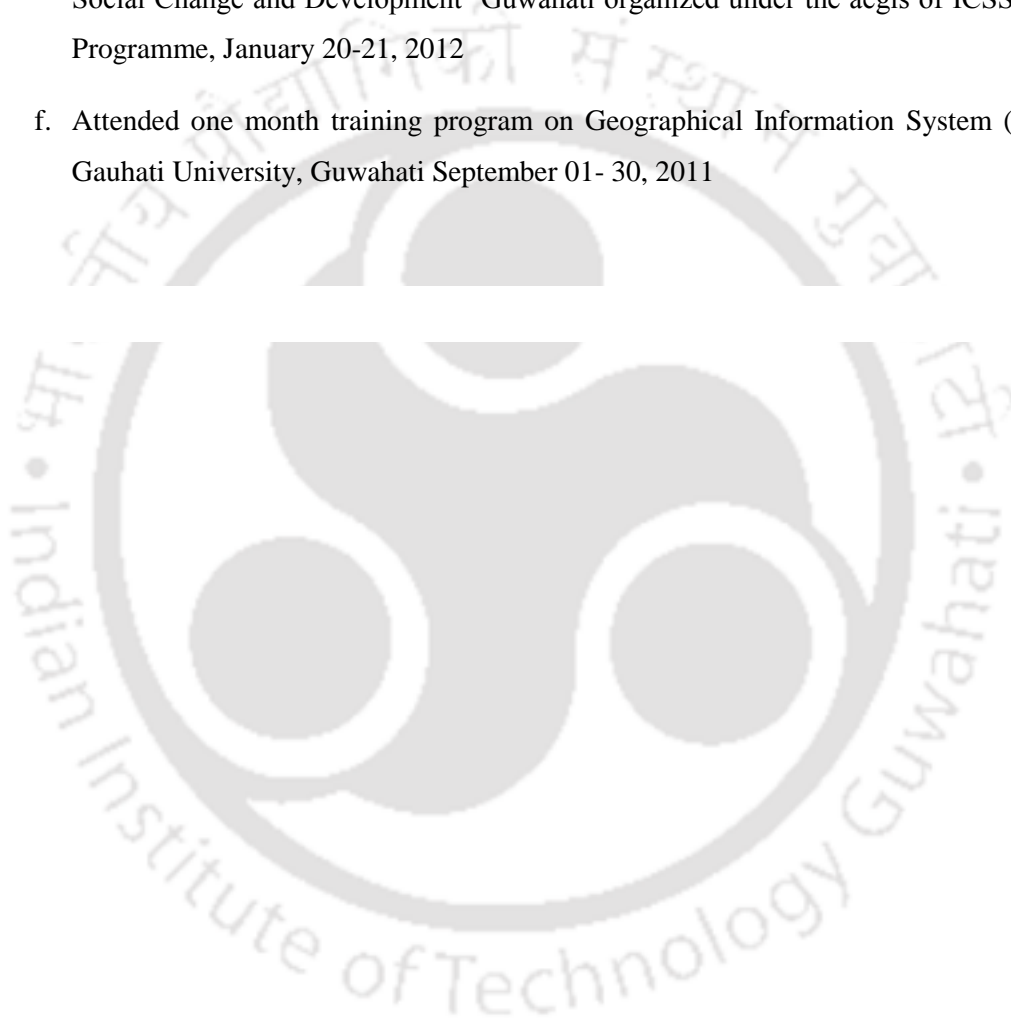 Social Change and Development Guwahati organized under the aegis of ICSS
Programme, January 20-21, 2012
f. Attended one month training program on Geographical Information System (
Gauhati University, Guwahati September 01- 30, 2011
Indian Institute of Technology Guwahati